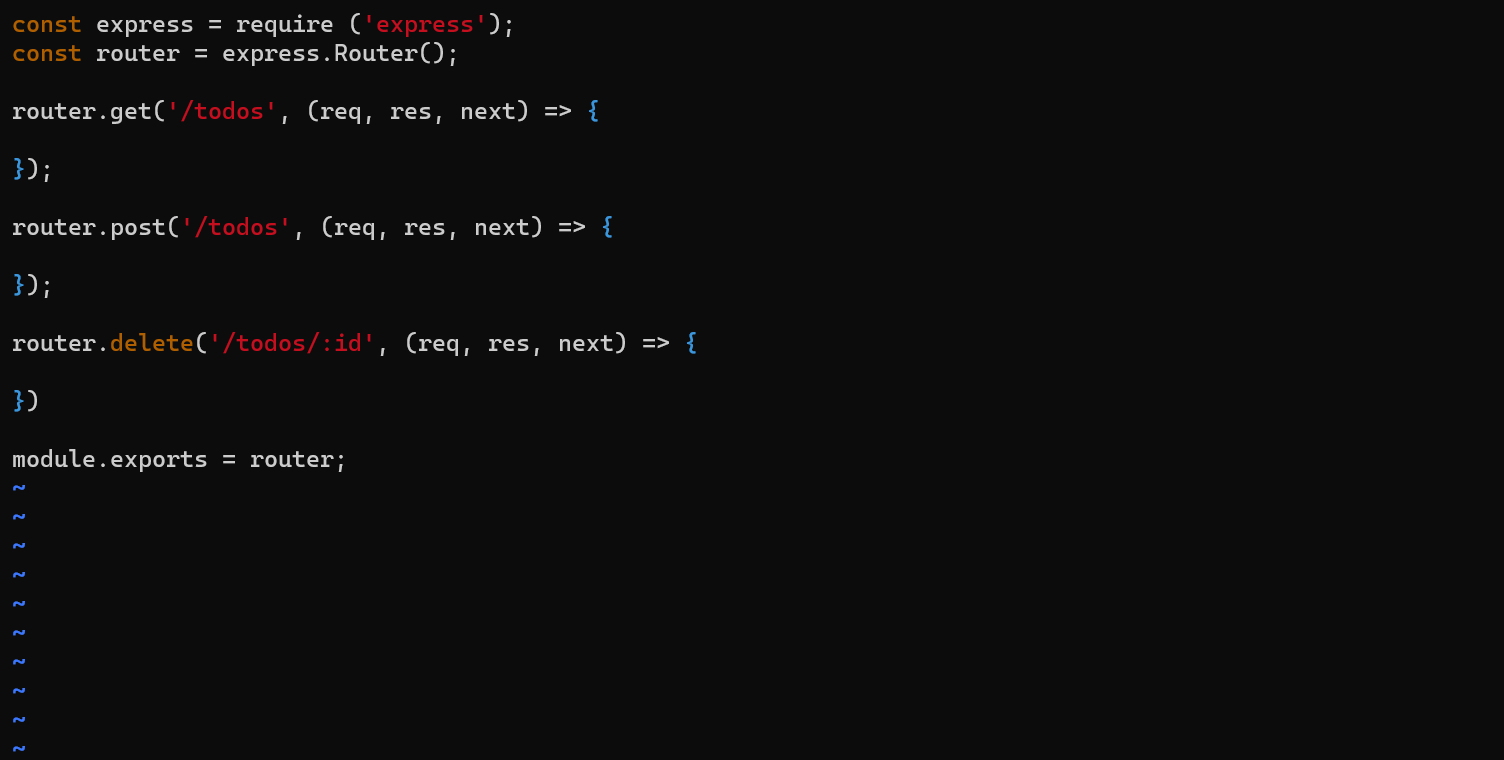 const express = require ('express');
const router = express.Router();
router.get('/todos', (req, res, next) => {
});
router.post('/todos', (req, res, next) => {
});
router.delete('/todos/:id', (req, res, next) => {
})
module.exports = router;
~
~
~
~
~
~
~
~
~
~